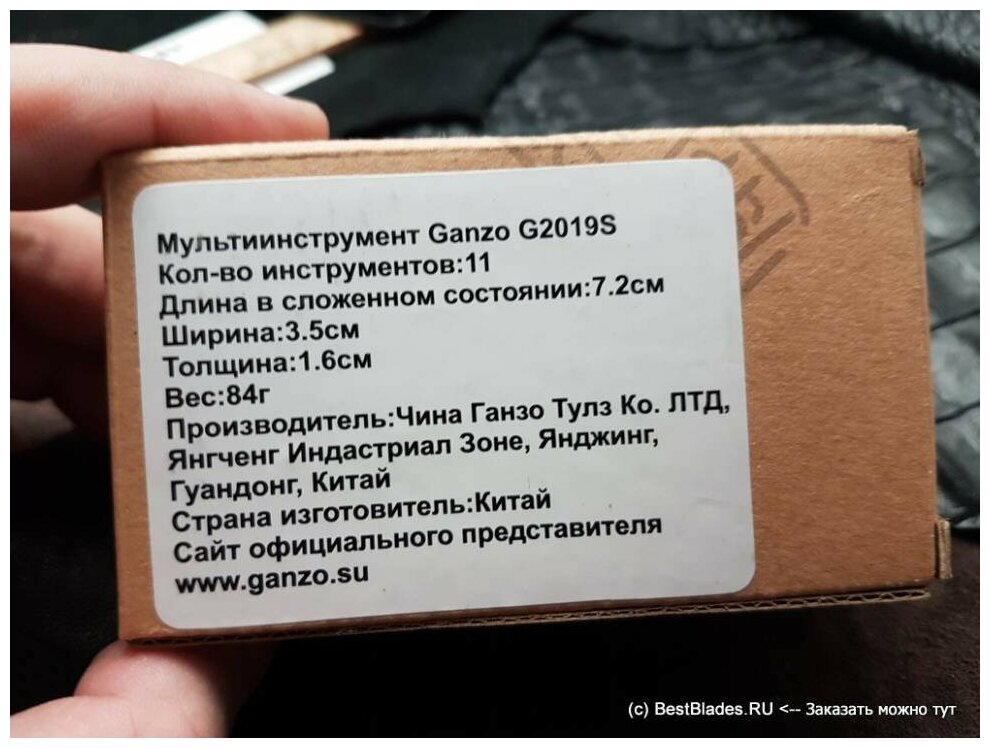 Мультиинструмент Ganzo G2019S
Кол-во инструментов:11
Длина в сложенном состоянии:7.2см
Ширина:3.5см
Толщина:1.6см
Вес:84г
Производитель:Чина Ганзо Тулз Ко. ЛТД,
Янгченг Индастриал Зоне, Янджинг,
Гуандонг, Китай
Страна изготовитель:Китай
Сайт официального представителя
www.ganzo.su
(c) BestBlades.RU <-- Заказать можно тут